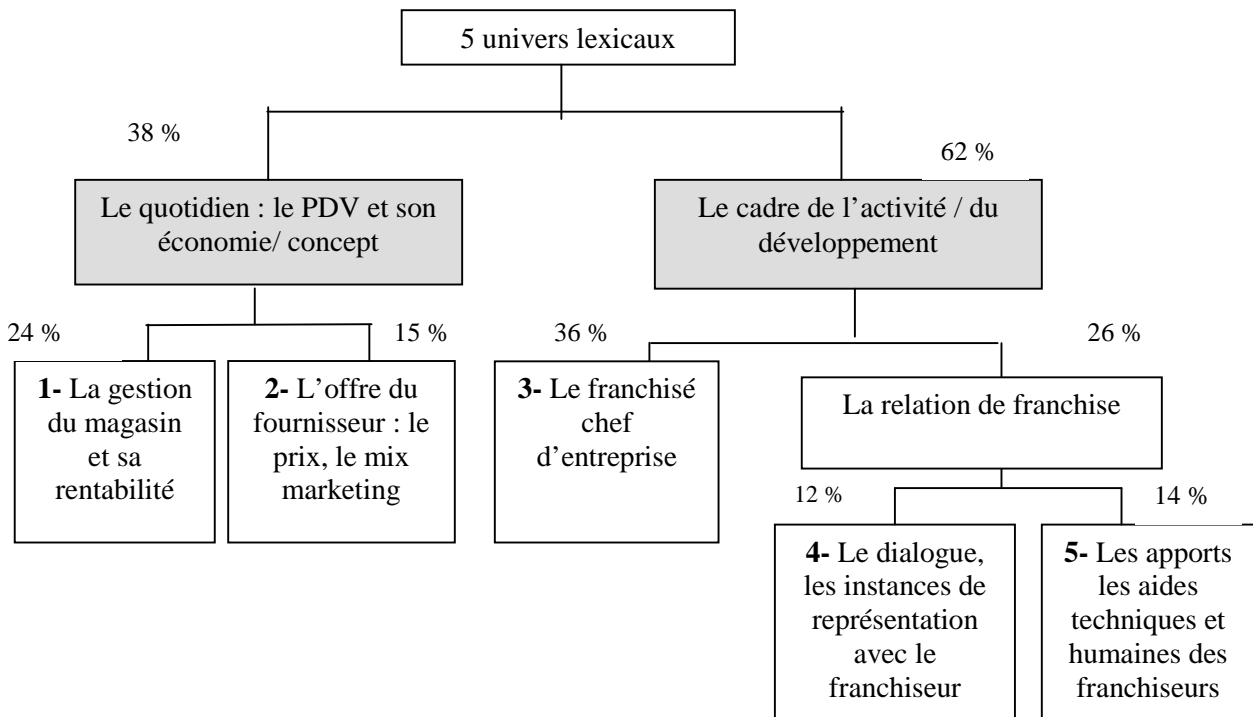 5 univers lexicaux
38 %
62 %
Le quotidien : le PDV et son
économie/ concept
Le cadre de l’activité / du
développement
24 %
15 %
36 %
26 %
1- La gestion
du magasin
et sa
rentabilité
2- L’offre du
fournisseur : le
prix, le mix
marketing
3- Le franchisé
chef
d’entreprise
La relation de franchise
12 %
14 %
4- Le dialogue,
les instances de
représentation
avec le
franchiseur
5- Les apports
les aides
techniques et
humaines des
franchiseurs